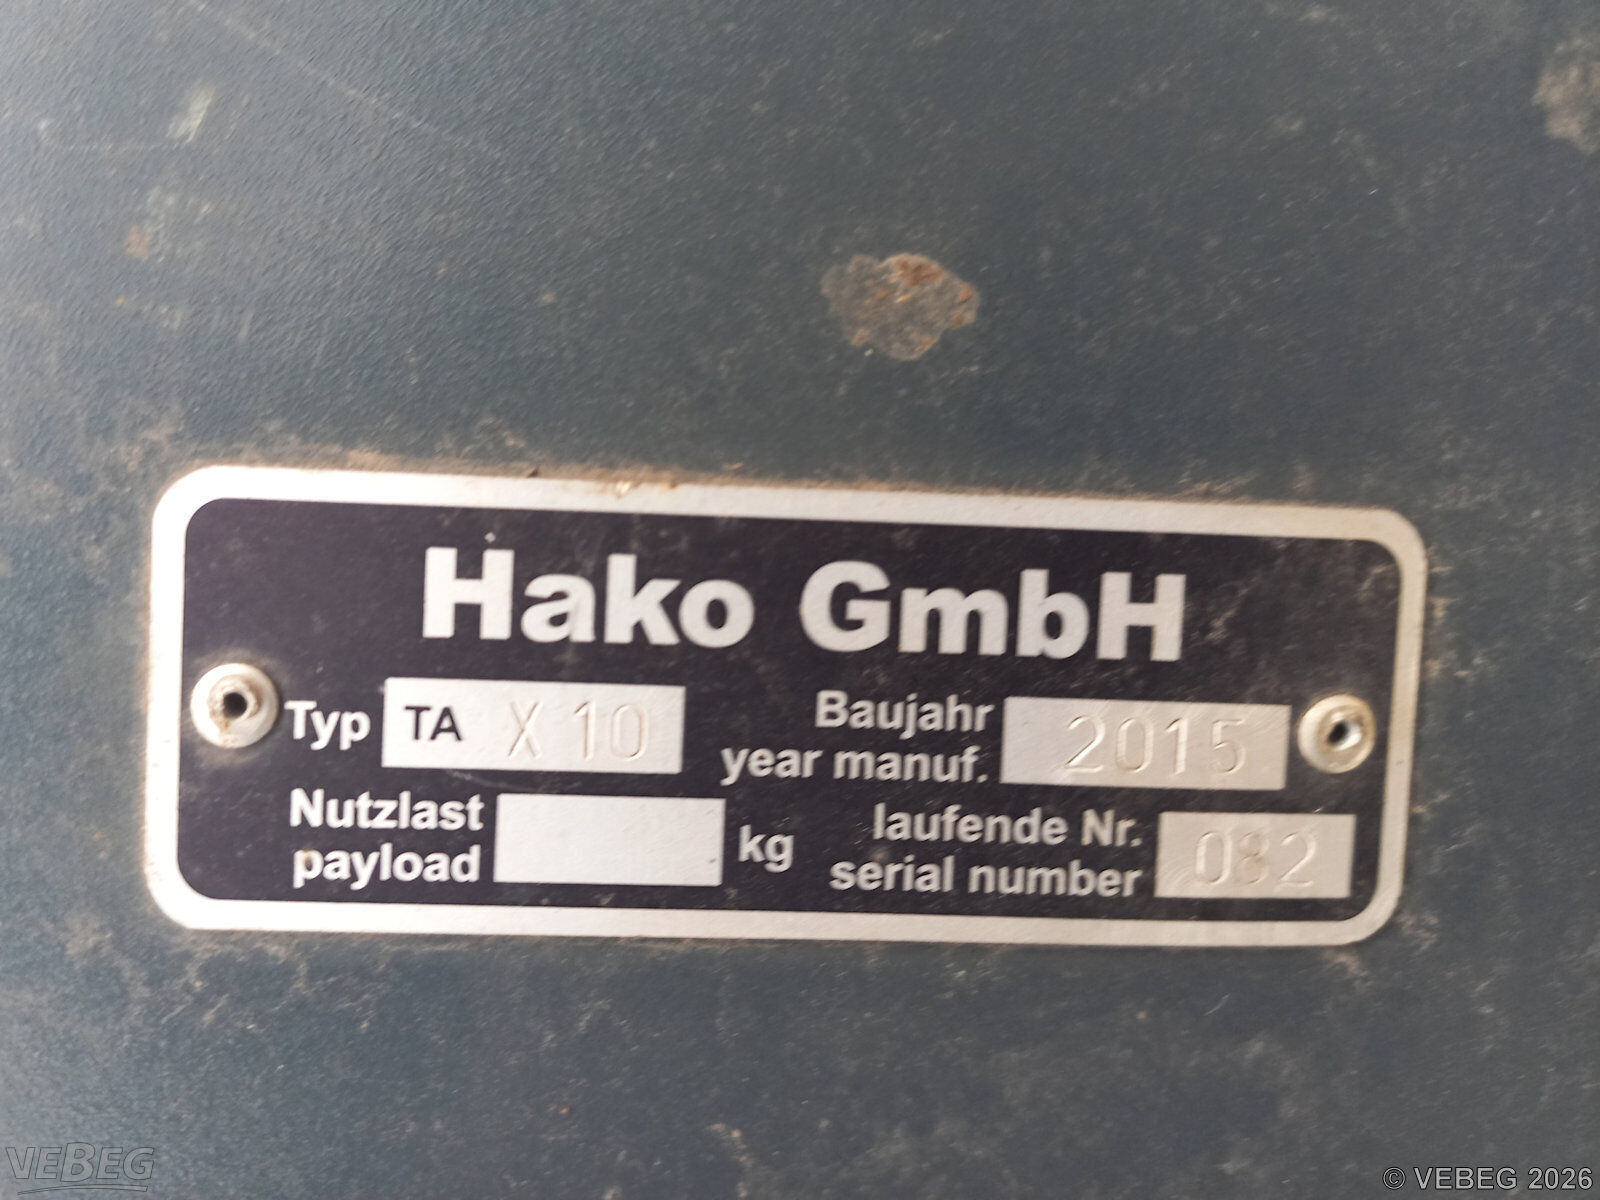 Hako GmbH
Typ TA X 10
Baujahr
year manuf. 2015
Nutzlast
payload kg
laufende Nr.
serial number 082
VEBEG
© VEBEG 2026